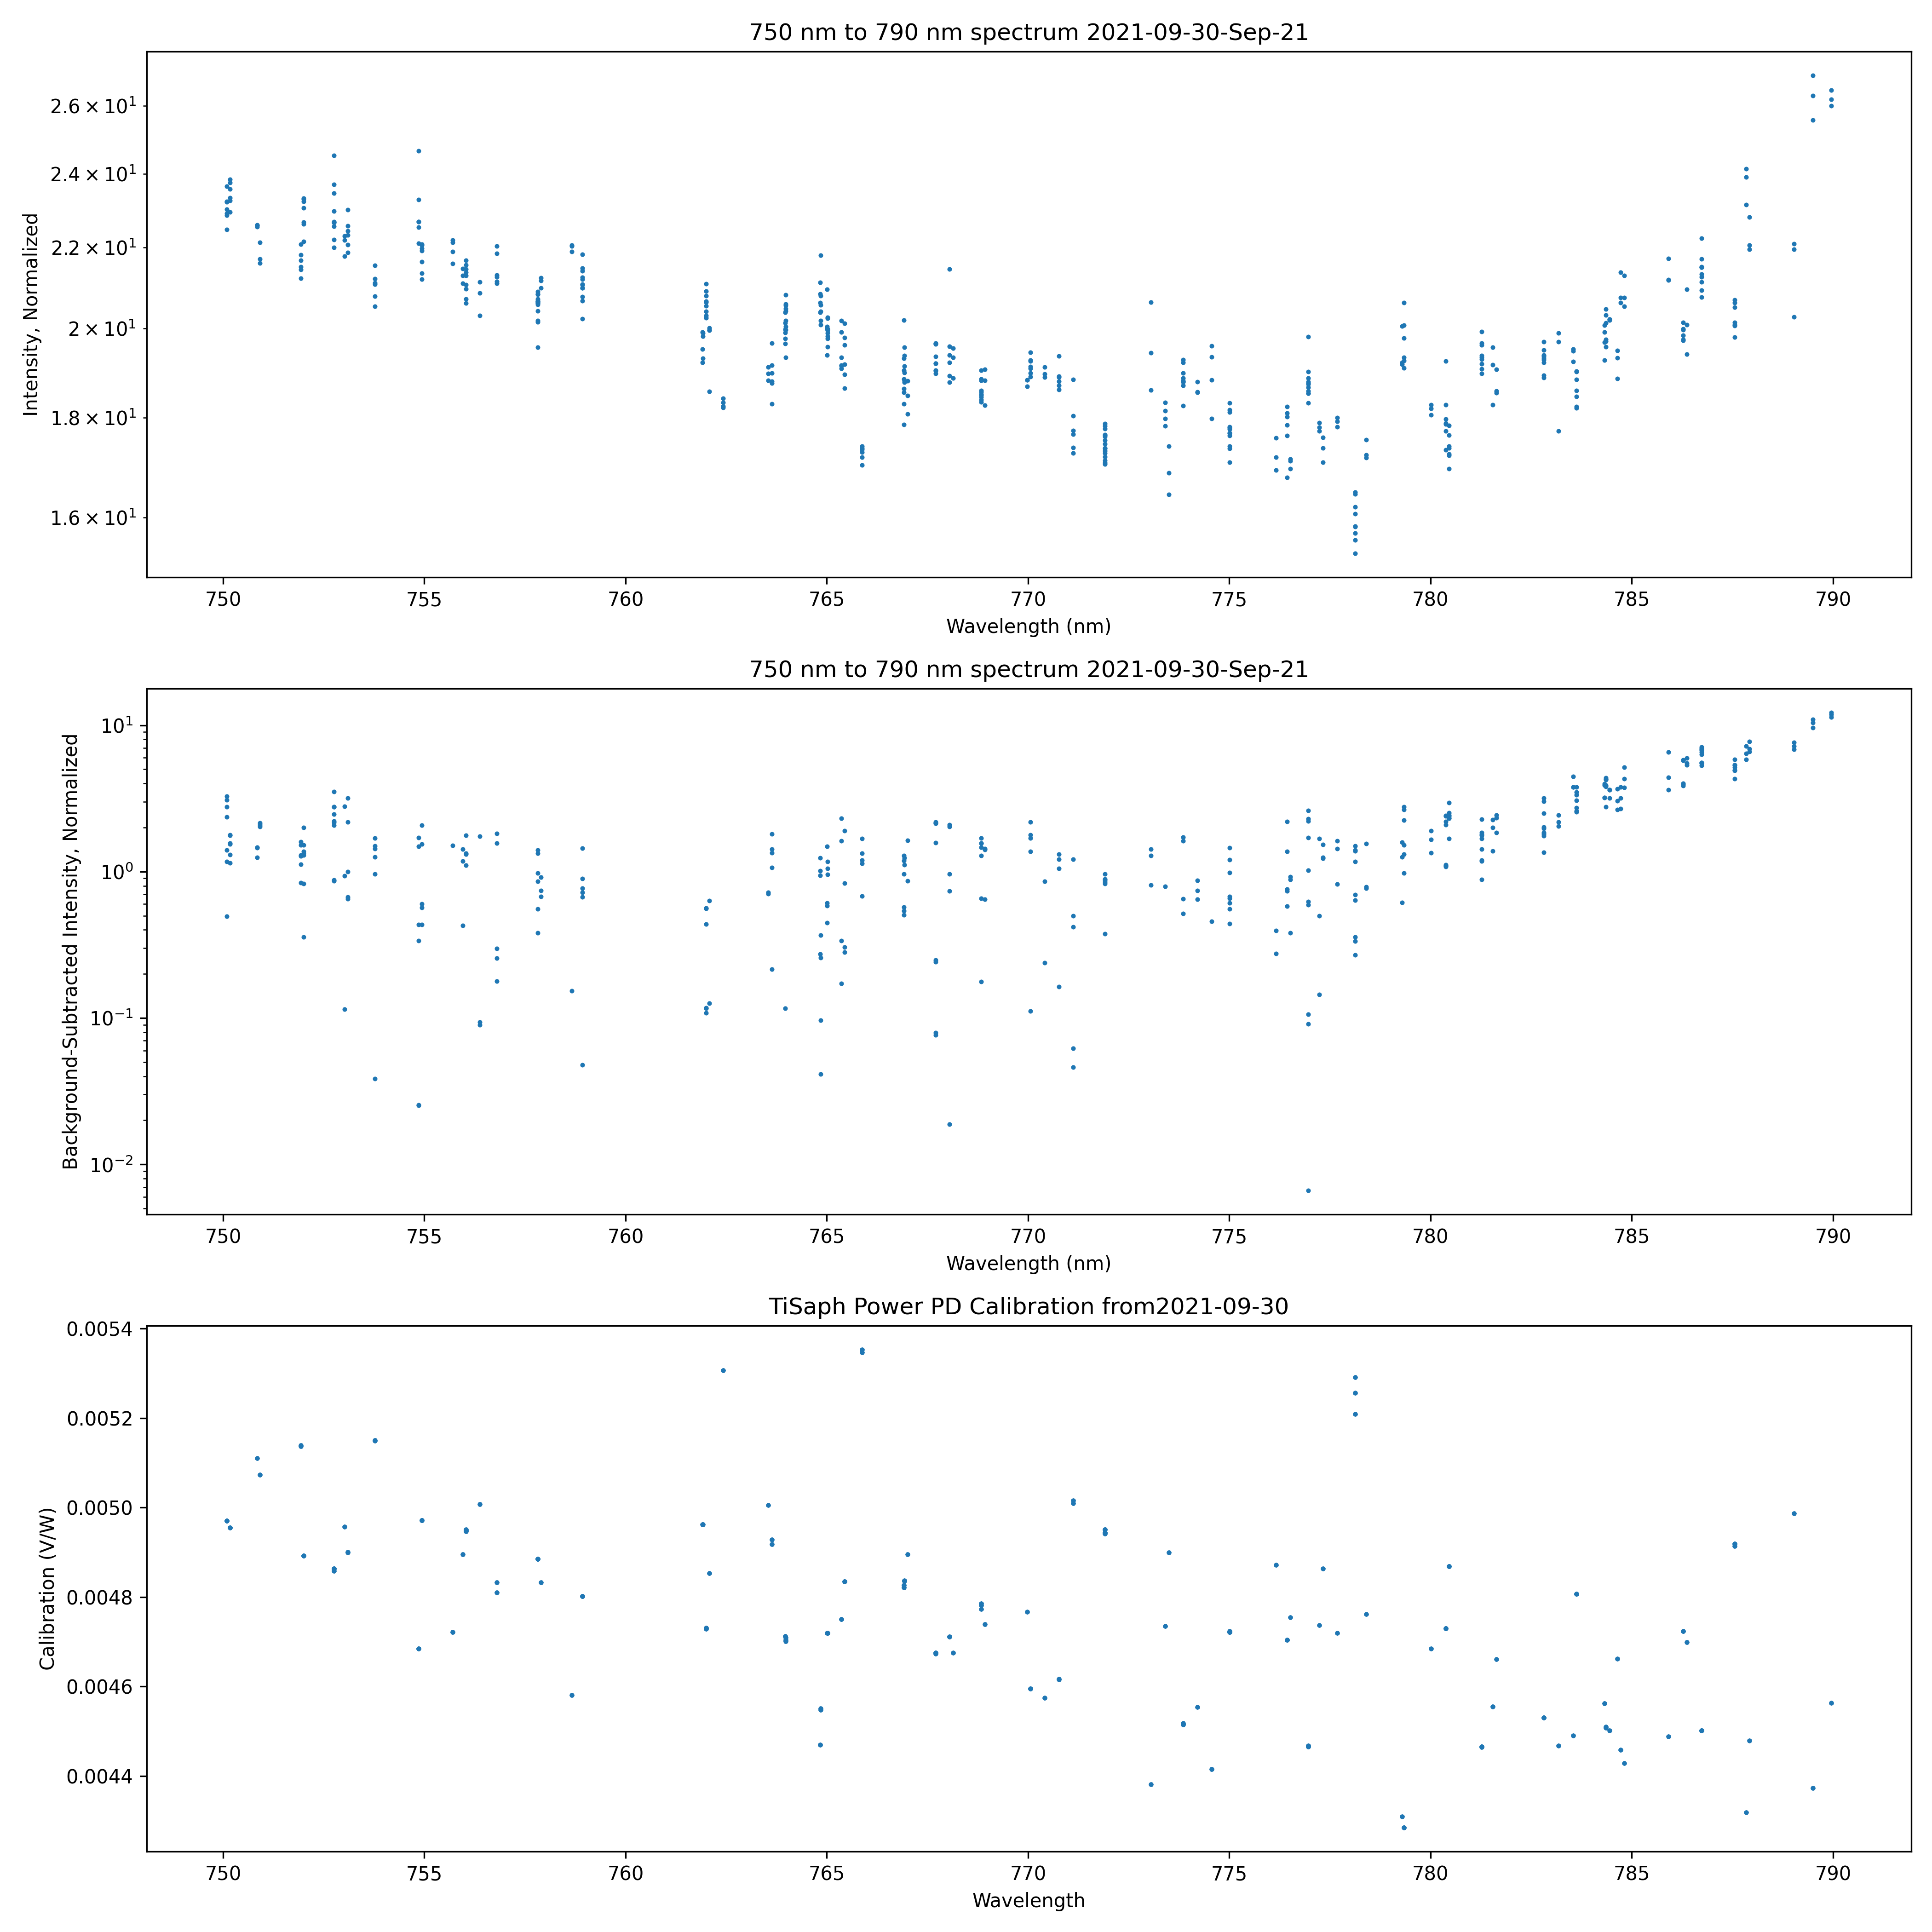 750 nm to 790 nm spectrum 2021-09-30-Sep-21
Intensity, Normalized
2.6 × 10¹
2.4 × 10¹
2.2 × 10¹
2 × 10¹
1.8 × 10¹
1.6 × 10¹
750 755 760 765 770 775 780 785 790
Wavelength (nm)
750 nm to 790 nm spectrum 2021-09-30-Sep-21
Background-Subtracted Intensity, Normalized
10¹
10⁰
10⁻¹
10⁻²
750 755 760 765 770 775 780 785 790
Wavelength (nm)
TiSaph Power PD Calibration from2021-09-30
Calibration (V/W)
0.0054
0.0052
0.0050
0.0048
0.0046
0.0044
750 755 760 765 770 775 780 785 790
Wavelength